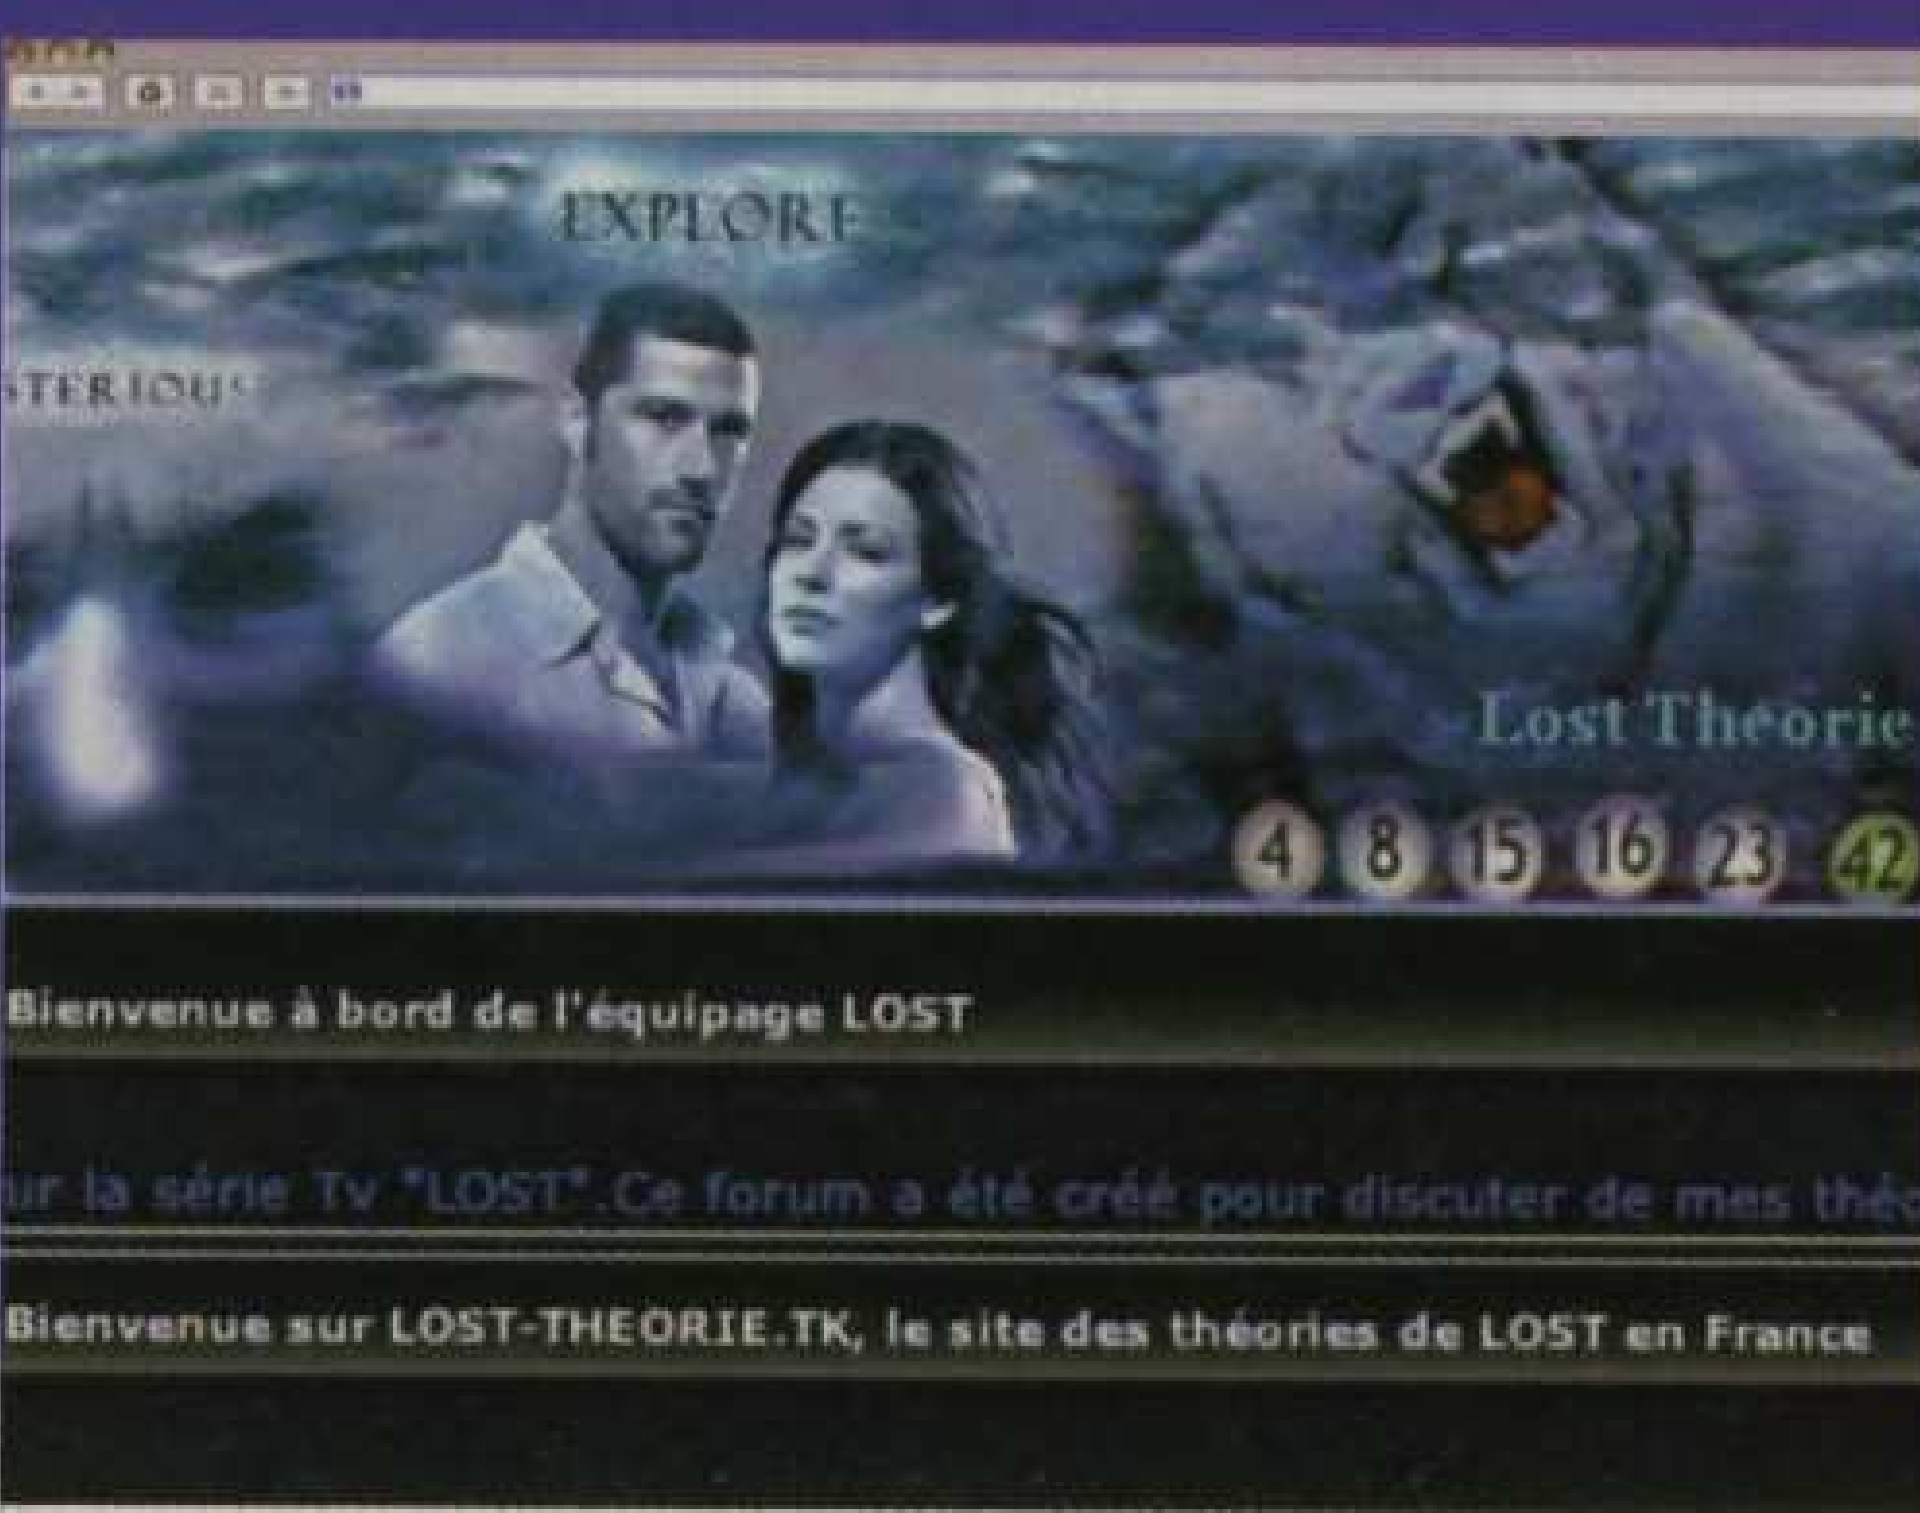 EXPLORE
STERIOUS
Lost Theorie
4 8 15 16 23 42
Bienvenue à bord de l'équipage LOST
ur la série Tv "LOST".Ce forum a été créé pour discuter de mes théo
Bienvenue sur LOST-THEORIE.TK, le site des théories de LOST en France